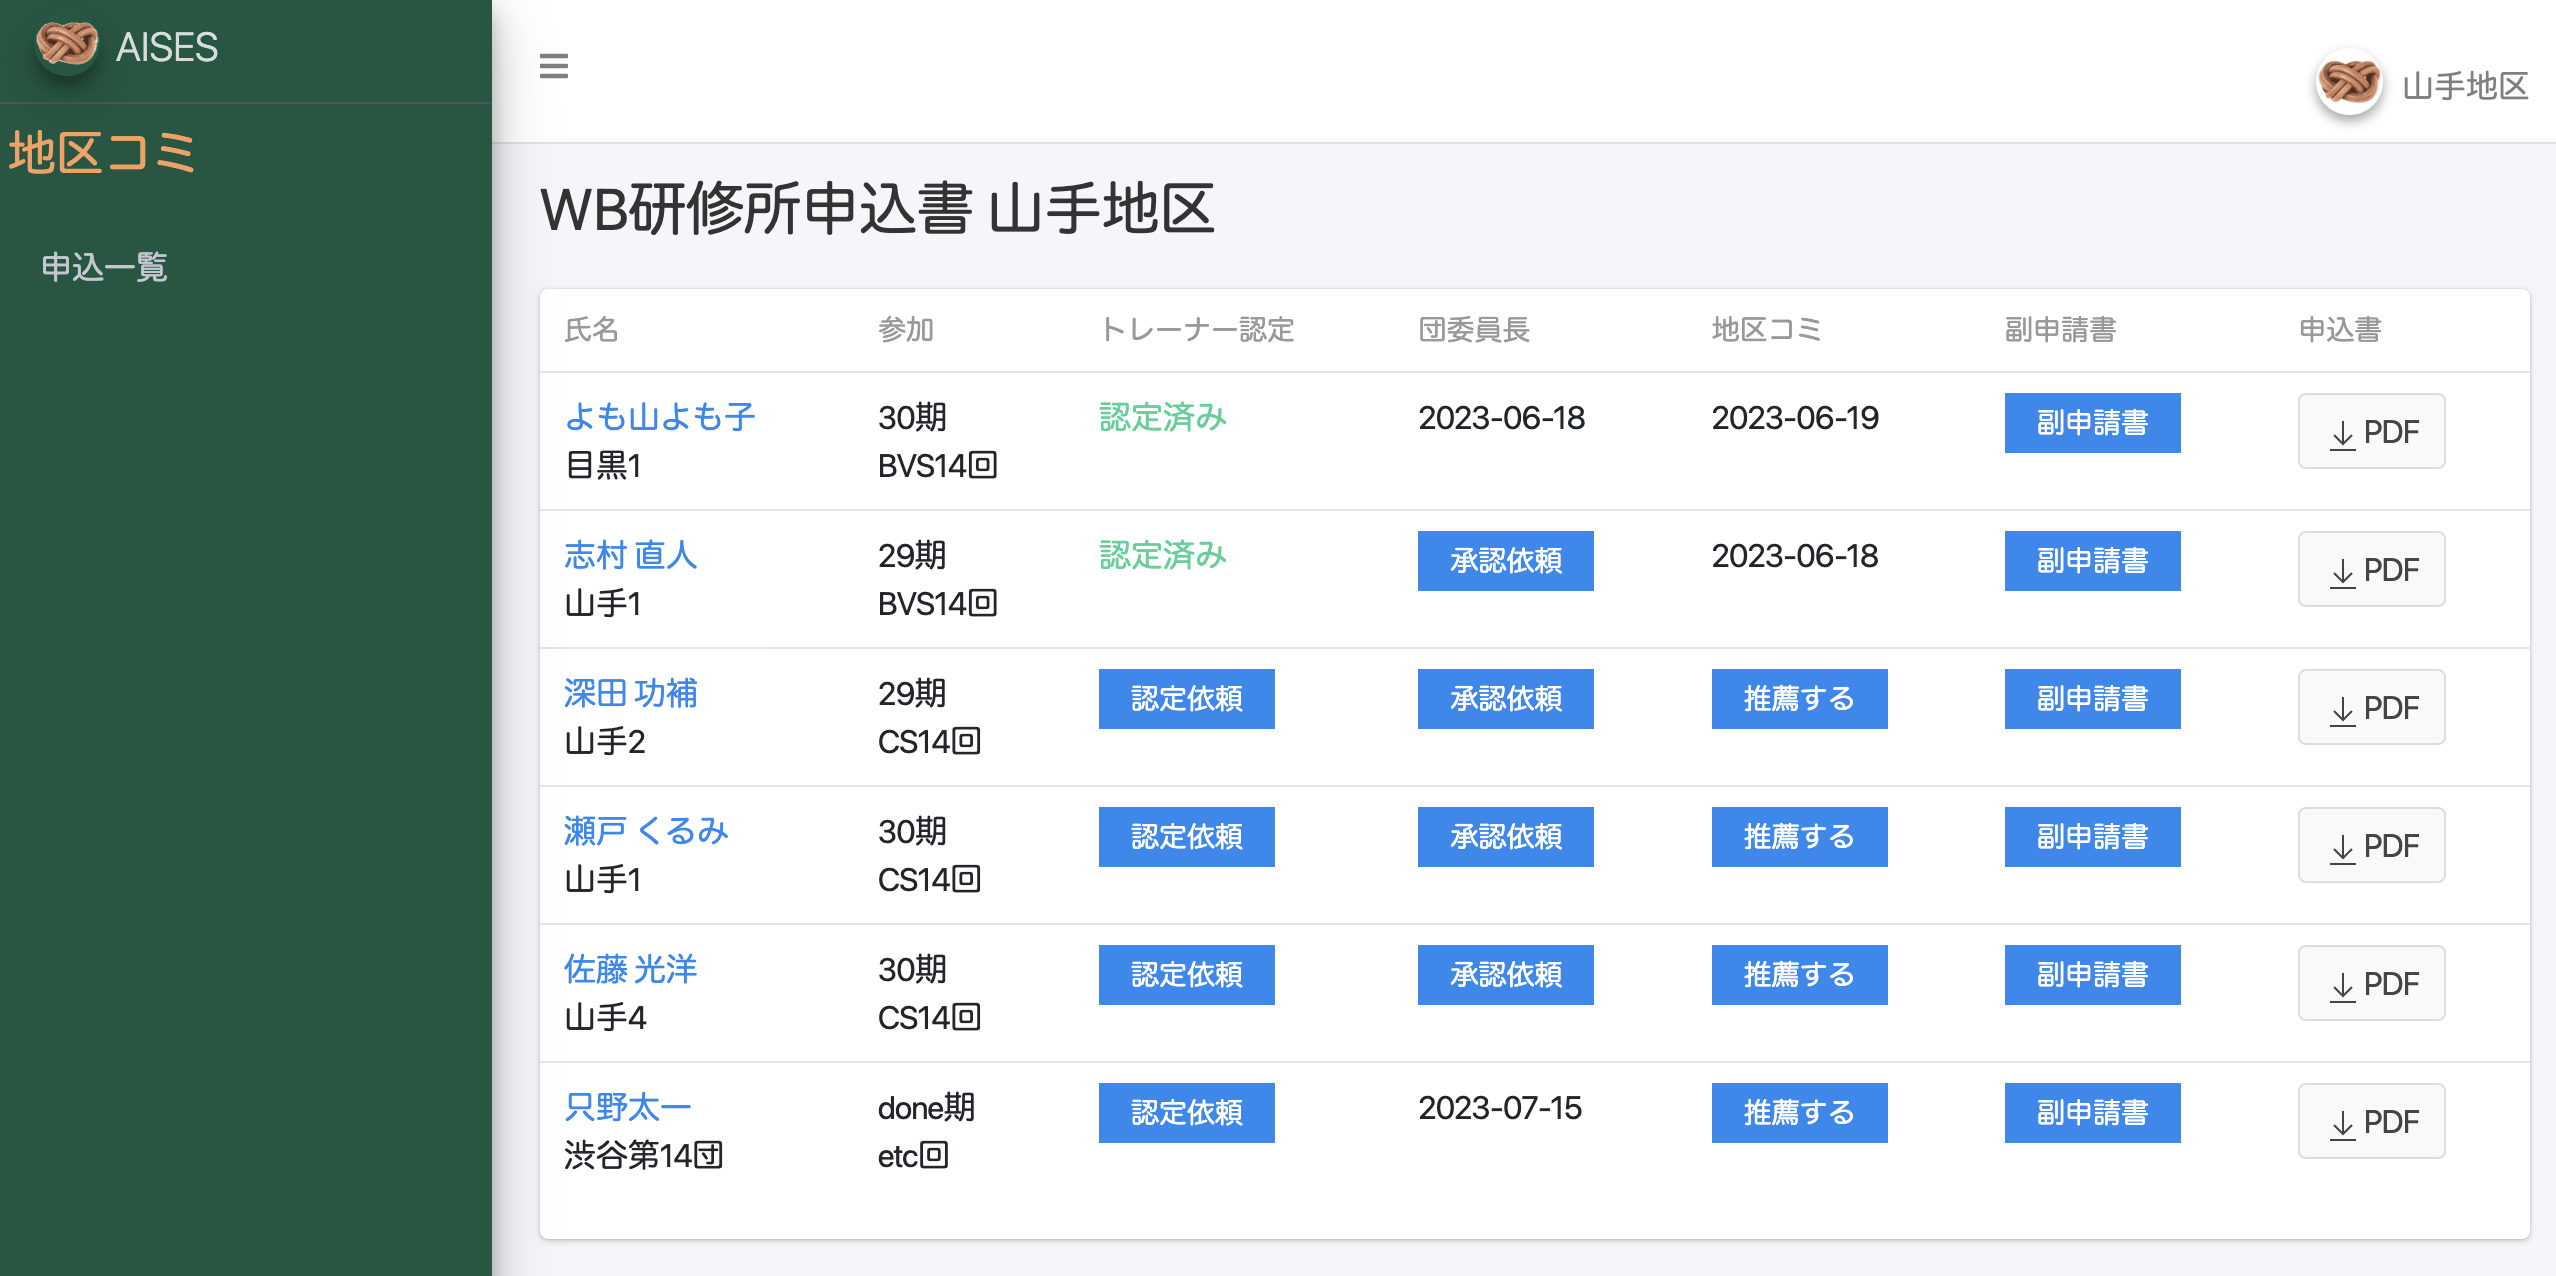 AISES
山手地区
地区コミ
申込一覧
WB研修所申込書 山手地区
氏名 参加 トレーナー認定 団委員長 地区コミ 副申請書 申込書
よも山よも子 30期 認定済み 2023-06-18 2023-06-19 副申請書 PDF
目黒1 BVS14回
志村 直人 29期 認定済み 承認依頼 2023-06-18 副申請書 PDF
山手1 BVS14回
深田 功補 29期 認定依頼 承認依頼 推薦する 副申請書 PDF
山手2 CS14回
瀬戸 くるみ 30期 認定依頼 承認依頼 推薦する 副申請書 PDF
山手1 CS14回
佐藤 光洋 30期 認定依頼 承認依頼 推薦する 副申請書 PDF
山手4 CS14回
只野太一 done期 認定依頼 2023-07-15 推薦する 副申請書 PDF
渋谷第14団 etc回